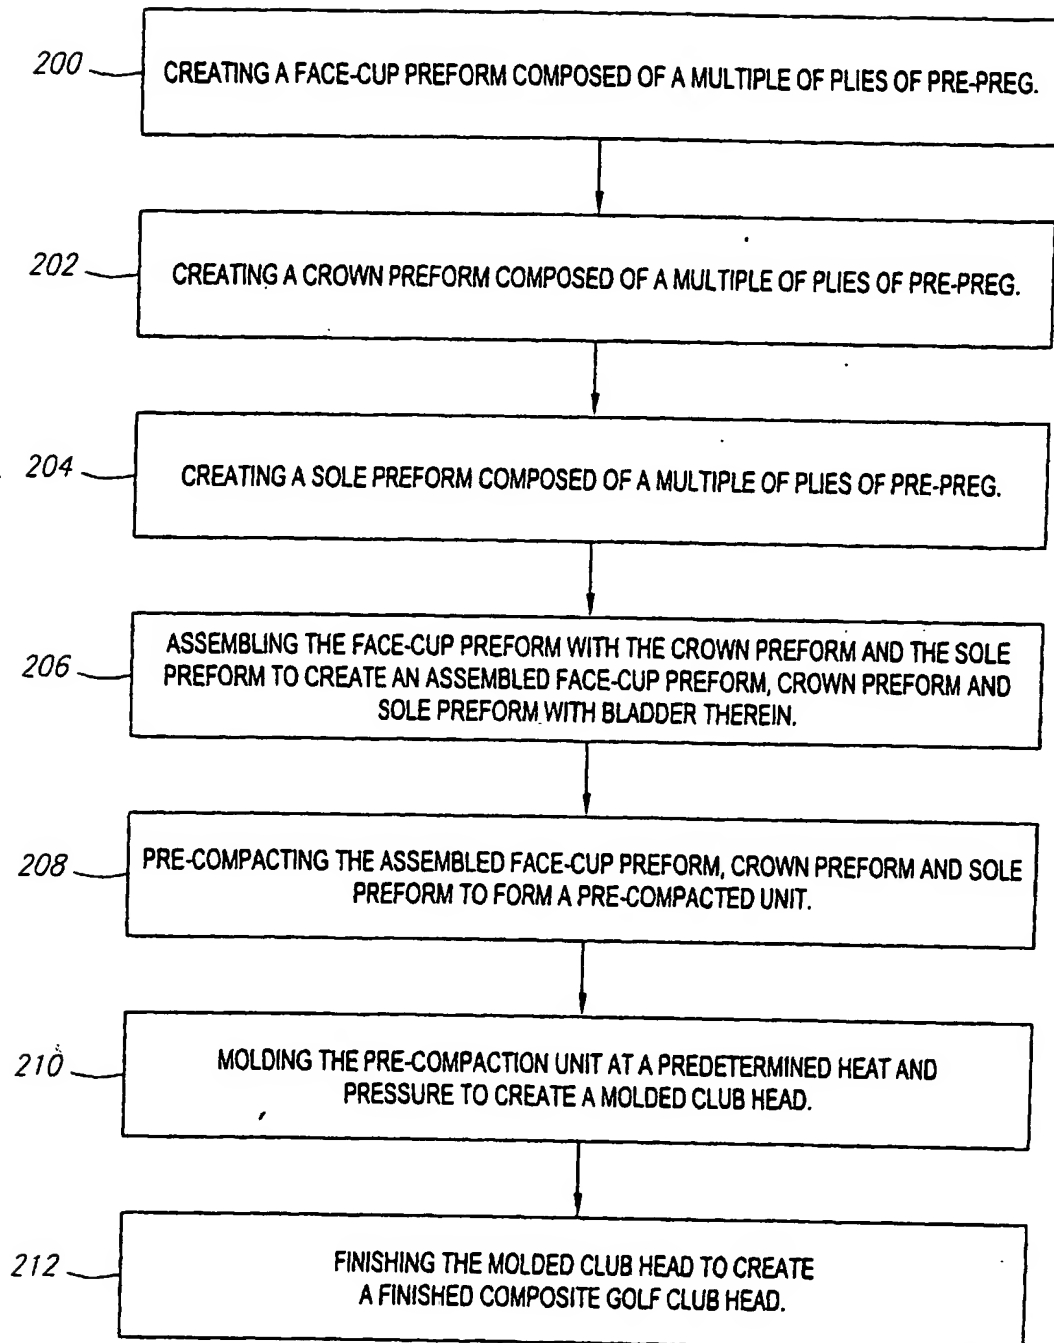 200
CREATING A FACE-CUP PREFORM COMPOSED OF A MULTIPLE OF PLIES OF PRE-PREG.
202
CREATING A CROWN PREFORM COMPOSED OF A MULTIPLE OF PLIES OF PRE-PREG.
204
CREATING A SOLE PREFORM COMPOSED OF A MULTIPLE OF PLIES OF PRE-PREG.
206
ASSEMBLING THE FACE-CUP PREFORM WITH THE CROWN PREFORM AND THE SOLE
PREFORM TO CREATE AN ASSEMBLED FACE-CUP PREFORM, CROWN PREFORM AND
SOLE PREFORM WITH BLADDER THEREIN.
208
PRE-COMPACTING THE ASSEMBLED FACE-CUP PREFORM, CROWN PREFORM AND SOLE
PREFORM TO FORM A PRE-COMPACTED UNIT.
210
MOLDING THE PRE-COMPACTION UNIT AT A PREDETERMINED HEAT AND
PRESSURE TO CREATE A MOLDED CLUB HEAD.
212
FINISHING THE MOLDED CLUB HEAD TO CREATE
A FINISHED COMPOSITE GOLF CLUB HEAD.